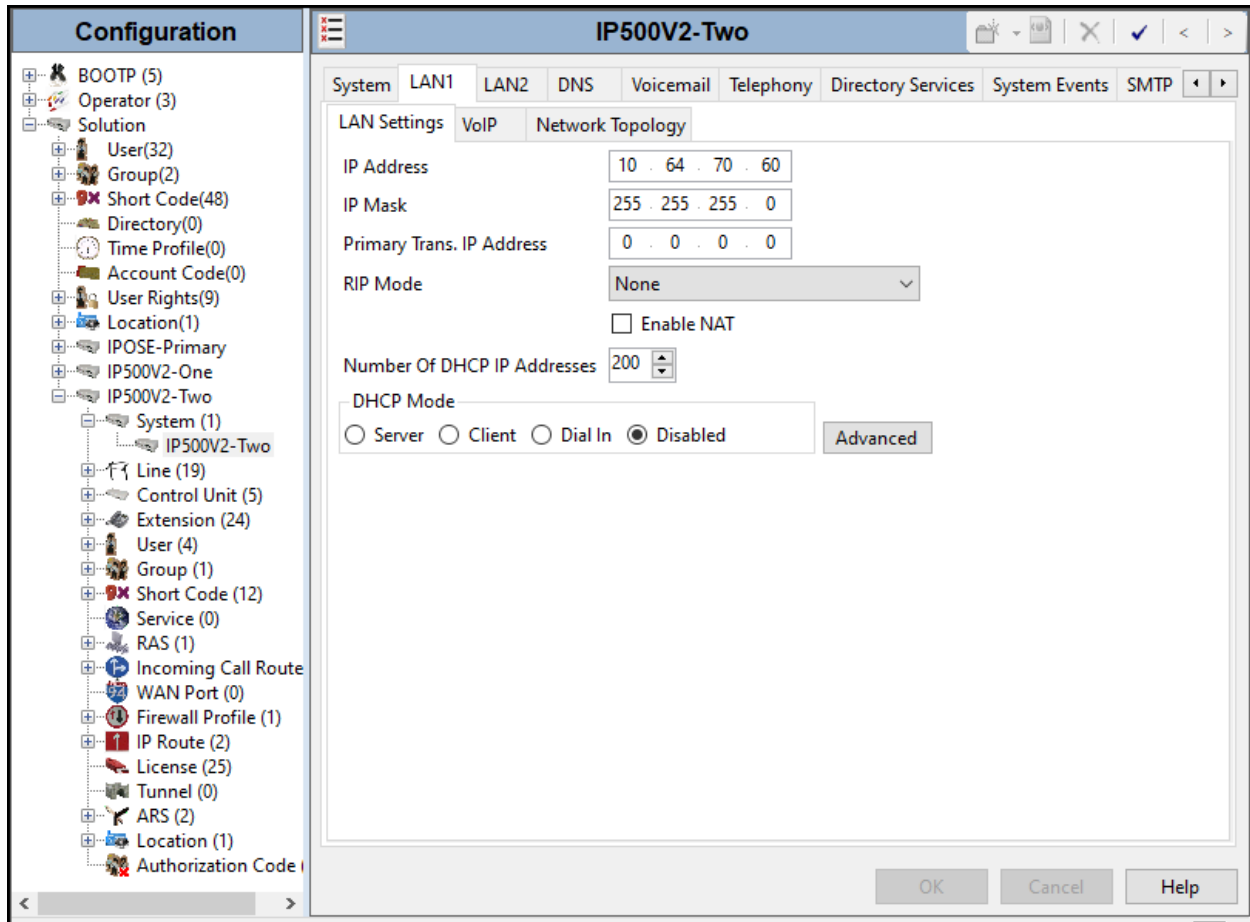 Configuration
BOOTP (5)
Operator (3)
Solution
User(32)
Group(2)
Short Code(48)
Directory(0)
Time Profile(0)
Account Code(0)
User Rights(9)
Location(1)
IPOSE-Primary
IP500V2-One
IP500V2-Two
System (1)
IP500V2-Two
Line (19)
Control Unit (5)
Extension (24)
User (4)
Group (1)
Short Code (12)
Service (0)
RAS (1)
Incoming Call Route
WAN Port (0)
Firewall Profile (1)
IP Route (2)
License (25)
Tunnel (0)
ARS (2)
Location (1)
Authorization Code (
IP500V2-Two
System LAN1 LAN2 DNS Voicemail Telephony Directory Services System Events SMTP
LAN Settings VoIP Network Topology
IP Address 10 . 64 . 70 . 60
IP Mask 255 . 255 . 255 . 0
Primary Trans. IP Address 0 . 0 . 0 . 0
RIP Mode None
Enable NAT
Number Of DHCP IP Addresses 200
DHCP Mode
Server Client Dial In Disabled Advanced
OK Cancel Help